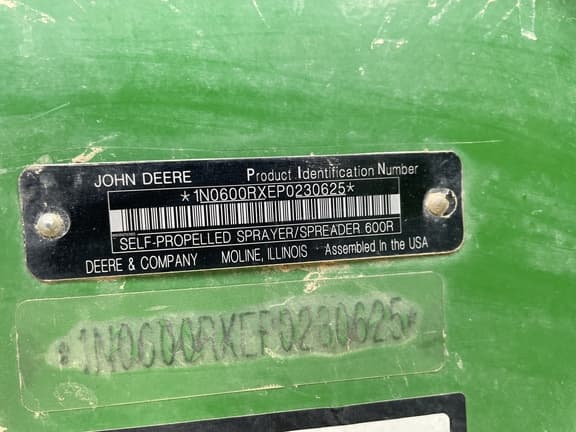 JOHN DEERE Product Identification Number
*1N0600RXEP0230625*
SELF-PROPELLED SPRAYER/SPREADER 600R
DEERE & COMPANY MOLINE, ILLINOIS Assembled In the USA
*1N0600RXEP0230625*